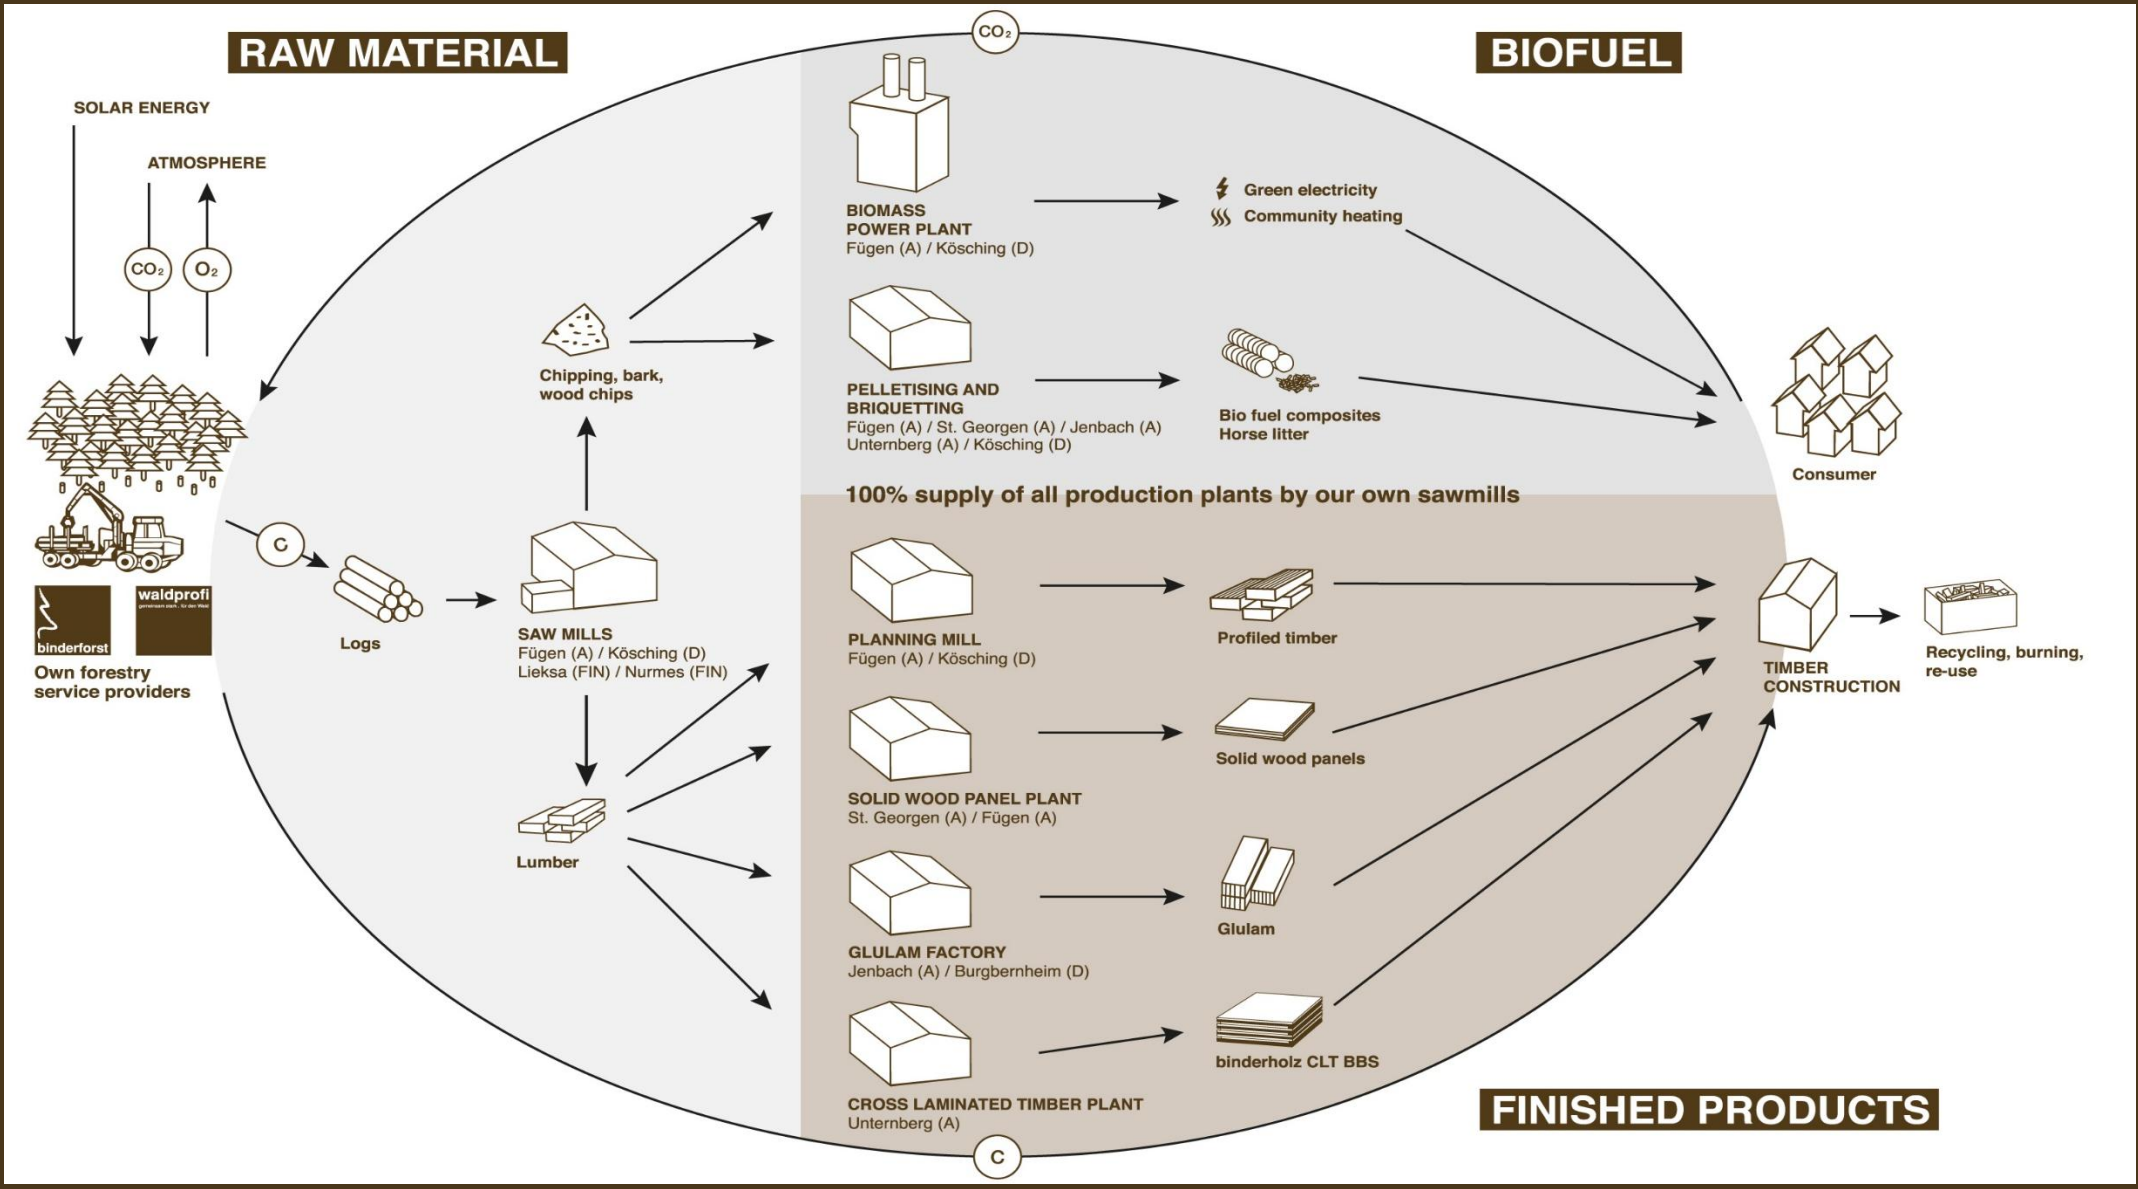 RAW MATERIAL
BIOFUEL
CO₂
SOLAR ENERGY
ATMOSPHERE
CO₂
O₂
binderforst
waldprofi
Own forestry
service providers
C
Logs
SAW MILLS
Fügen (A) / Kösching (D)
Lieksa (FIN) / Nurmes (FIN)
Chipping, bark,
wood chips
Lumber
BIOMASS
POWER PLANT
Fügen (A) / Kösching (D)
Green electricity
Community heating
PELLETISING AND
BRIQUETTING
Fügen (A) / St. Georgen (A) / Jenbach (A)
Unternberg (A) / Kösching (D)
Bio fuel composites
Horse litter
Consumer
100% supply of all production plants by our own sawmills
PLANNING MILL
Fügen (A) / Kösching (D)
Profiled timber
SOLID WOOD PANEL PLANT
St. Georgen (A) / Fügen (A)
Solid wood panels
GLULAM FACTORY
Jenbach (A) / Burgbernheim (D)
Glulam
CROSS LAMINATED TIMBER PLANT
Unternberg (A)
binderholz CLT BBS
TIMBER
CONSTRUCTION
Recycling, burning,
re-use
C
FINISHED PRODUCTS